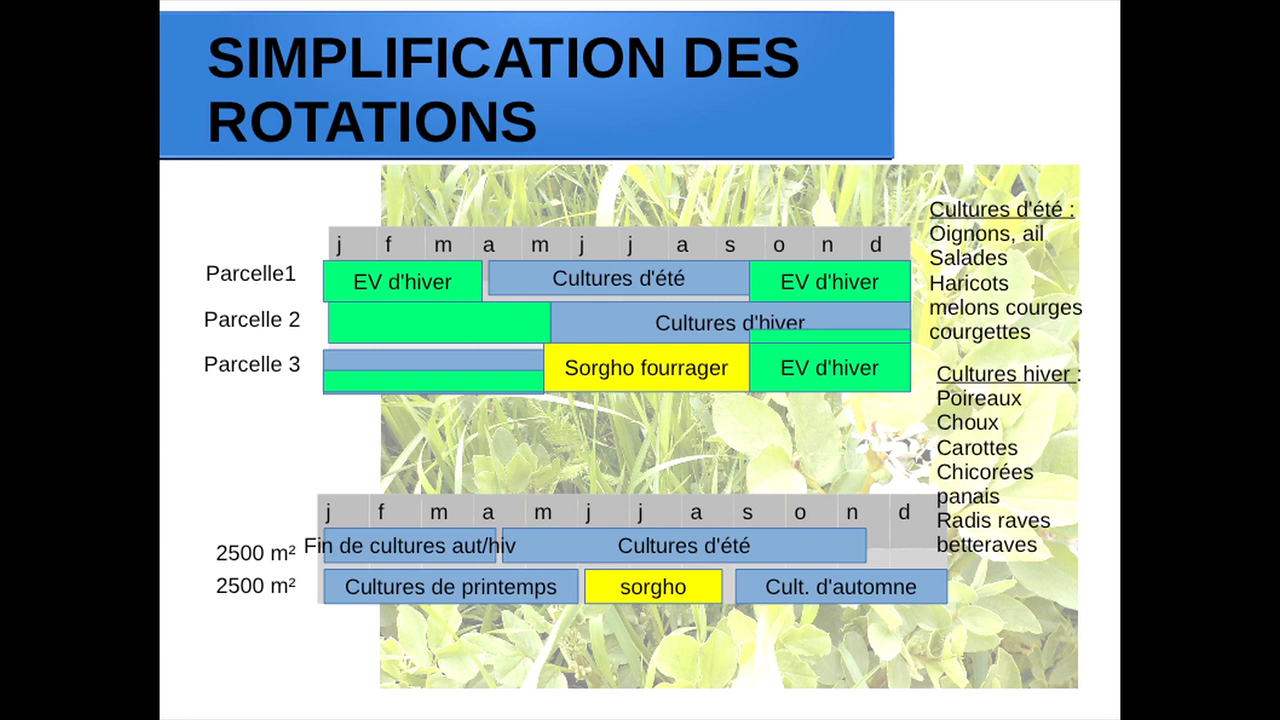 SIMPLIFICATION DES
ROTATIONS
j f m a m j j a s o n d
Parcelle1 EV d'hiver Cultures d'été EV d'hiver
Parcelle 2 Cultures d'hiver
Parcelle 3 Sorgho fourrager EV d'hiver
Cultures d'été :
Oignons, ail
Salades
Haricots
melons courges
courgettes
Cultures hiver :
Poireaux
Choux
Carottes
Chicorées
panais
Radis raves
betteraves
j f m a m j j a s o n d
2500 m² Fin de cultures aut/hiv Cultures d'été
2500 m² Cultures de printemps sorgho Cult. d'automne